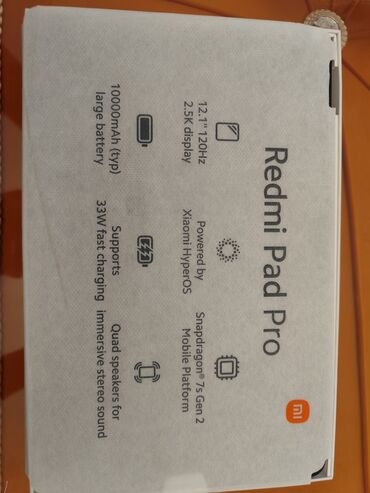 Redmi Pad Pro
mi
12.1" 120Hz
2.5K display
Powered by
Xiaomi HyperOS
Snapdragon® 7s Gen 2
Mobile Platform
10000mAh (typ)
large battery
Supports
33W fast charging
Quad speakers for
immersive stereo sound